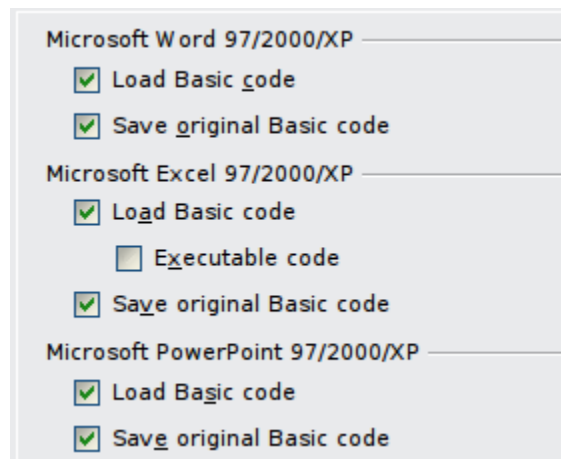 Microsoft Word 97/2000/XP
Load Basic code
Save original Basic code
Microsoft Excel 97/2000/XP
Load Basic code
Executable code
Save original Basic code
Microsoft PowerPoint 97/2000/XP
Load Basic code
Save original Basic code